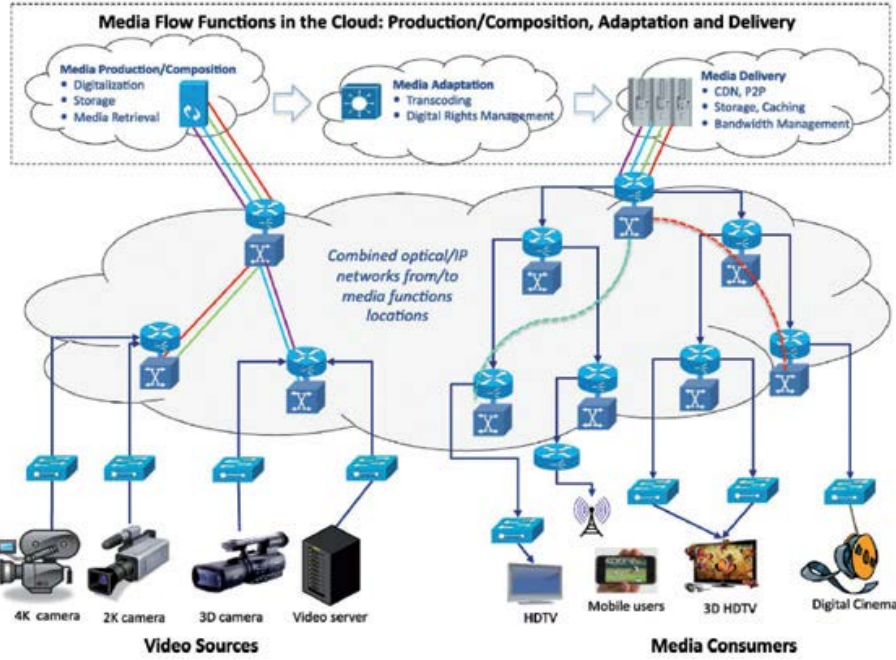 Media Flow Functions in the Cloud: Production/Composition, Adaptation and Delivery
Media Production/Composition
• Digitalization
• Storage
• Media Retrieval
Media Adaptation
• Transcoding
• Digital Rights Management
Media Delivery
• CDN, P2P
• Storage, Caching
• Bandwidth Management
Combined optical/IP
networks from/to
media functions
locations
4K camera
2K camera
3D camera
Video server
HDTV
Mobile users
3D HDTV
Digital Cinema
Video Sources
Media Consumers